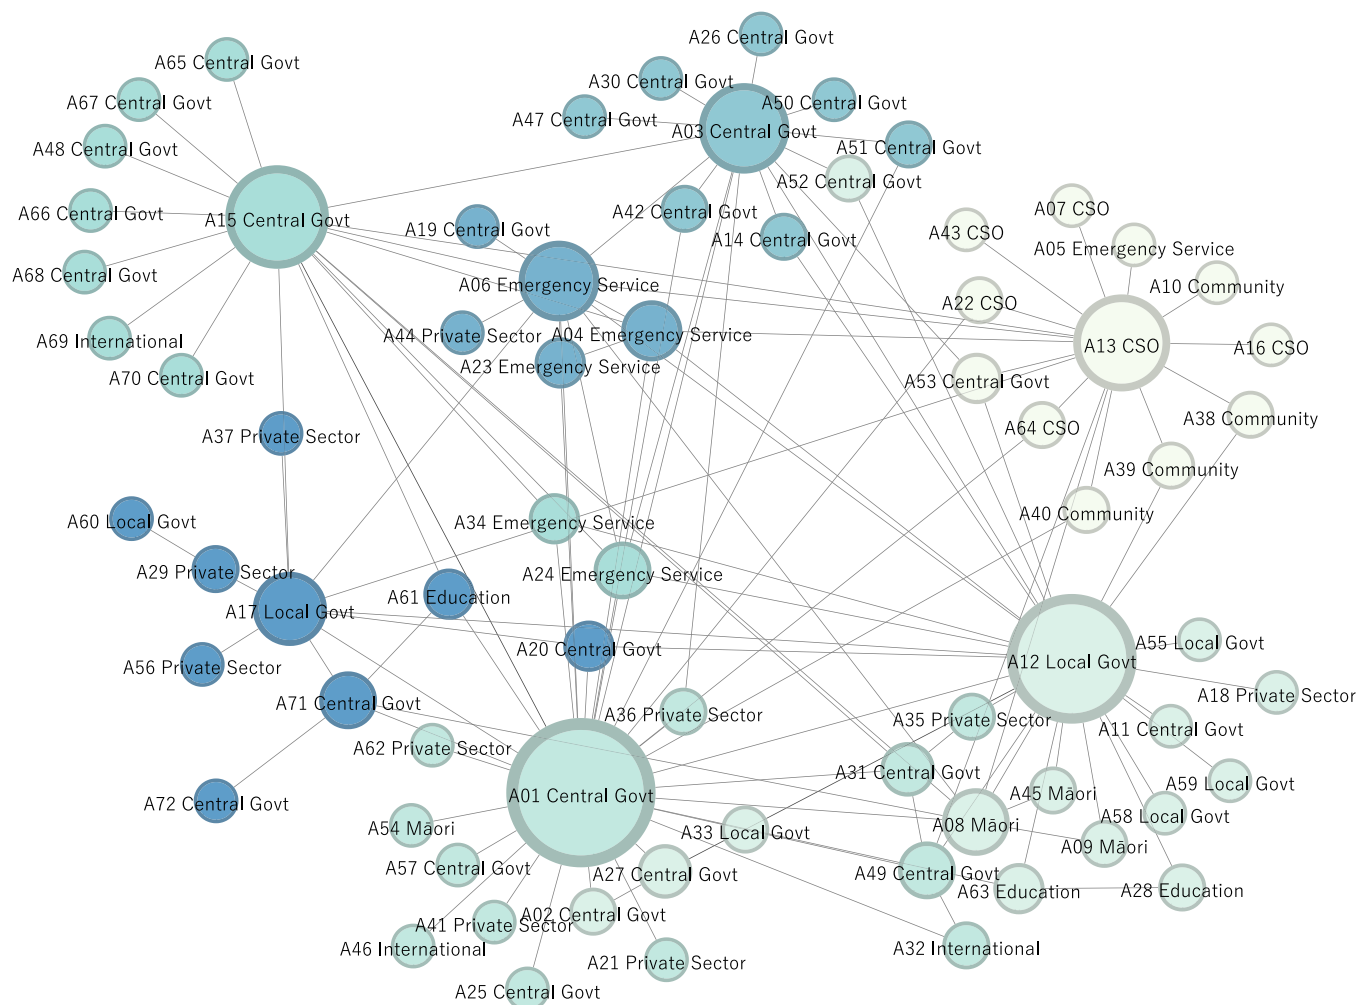 A26 Central Govt
A65 Central Govt
A30 Central Govt
A67 Central Govt
A50 Central Govt
A47 Central Govt
A03 Central Govt
A48 Central Govt
A51 Central Govt
A52 Central Govt
A66 Central Govt
A15 Central Govt
A42 Central Govt
A07 CSO
A19 Central Govt
A14 Central Govt
A43 CSO
A05 Emergency Service
A68 Central Govt
A06 Emergency Service
A10 Community
A22 CSO
A44 Private Sector
A04 Emergency Service
A69 International
A13 CSO
A16 CSO
A23 Emergency Service
A70 Central Govt
A53 Central Govt
A38 Community
A64 CSO
A37 Private Sector
A39 Community
A40 Community
A60 Local Govt
A34 Emergency Service
A29 Private Sector
A24 Emergency Service
A61 Education
A17 Local Govt
A55 Local Govt
A20 Central Govt
A12 Local Govt
A56 Private Sector
A18 Private Sector
A71 Central Govt
A36 Private Sector
A35 Private Sector
A11 Central Govt
A62 Private Sector
A31 Central Govt
A59 Local Govt
A01 Central Govt
A45 Māori
A72 Central Govt
A58 Local Govt
A54 Māori
A33 Local Govt
A08 Māori
A09 Māori
A57 Central Govt
A27 Central Govt
A49 Central Govt
A63 Education
A28 Education
A02 Central Govt
A41 Private Sector
A46 International
A32 International
A21 Private Sector
A25 Central Govt